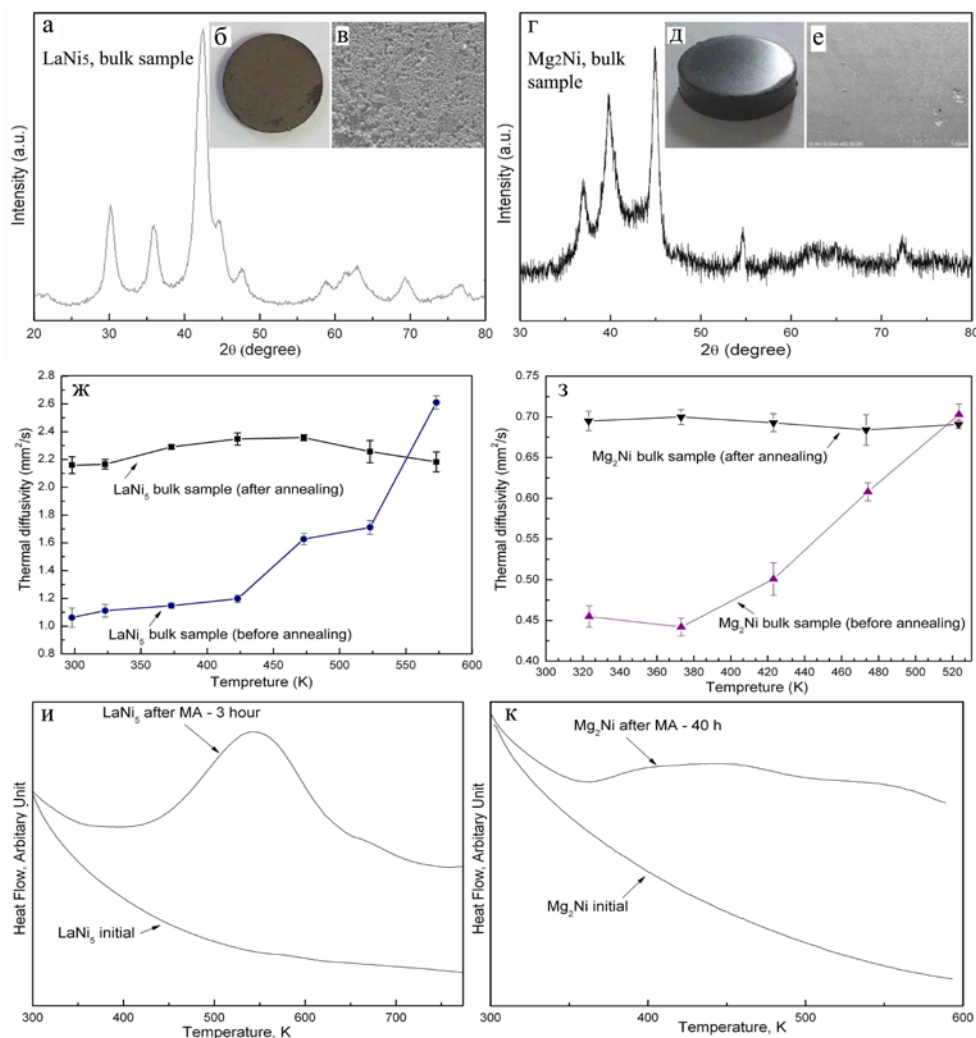 а
LaNi5, bulk sample
б
в
Intensity (a.u.)
20 30 40 50 60 70 80
2θ (degree)
г
Mg2Ni, bulk
sample
д
е
Intensity (a.u.)
30 40 50 60 70 80
2θ (degree)
ж
Thermal diffusivity (mm²/s)
2.8
2.6
2.4
2.2
2.0
1.8
1.6
1.4
1.2
1.0
0.8
LaNi₅ bulk sample (after annealing)
LaNi₅ bulk sample (before annealing)
300 350 400 450 500 550 600
Tempreture (K)
з
Thermal diffusivity (mm²/s)
0.75
0.70
0.65
0.60
0.55
0.50
0.45
0.40
Mg₂Ni bulk sample (after annealing)
Mg₂Ni bulk sample (before annealing)
300 320 340 360 380 400 420 440 460 480 500 520
Temprerture (K)
и
LaNi₅ after MA - 3 hour
Heat Flow, Arbitary Unit
LaNi₅ initial
300 400 500 600 700
Temperature, K
к
Mg₂Ni after MA - 40 h
Heat Flow, Arbitary Unit
Mg₂Ni initial
300 400 500 600
Temperature, K